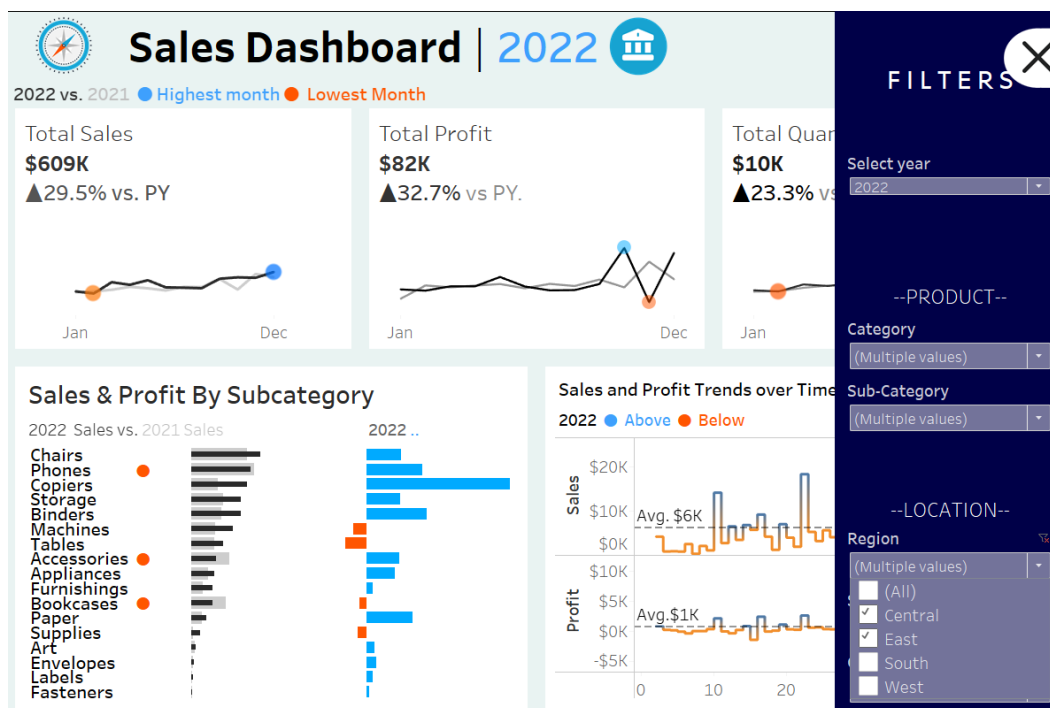 Sales Dashboard | 2022
2022 vs. 2021 Highest month Lowest Month
Total Sales
$609K
▲29.5% vs. PY
Jan Dec
Total Profit
$82K
▲32.7% vs PY.
Jan Dec
Total Quan
$10K
▲23.3% vs
Jan
Sales & Profit By Subcategory
2022 Sales vs. 2021 Sales 2022 ..
Chairs
Phones
Copiers
Storage
Binders
Machines
Tables
Accessories
Appliances
Furnishings
Bookcases
Paper
Supplies
Art
Envelopes
Labels
Fasteners
Sales and Profit Trends over Time
2022 Above Below
Sales
$20K
$10K
$0K
Avg. $6K
Profit
$10K
$5K
$0K
-$5K
Avg.$1K
0 10 20
FILTERS
Select year
2022
--PRODUCT--
Category
(Multiple values)
Sub-Category
(Multiple values)
--LOCATION--
Region
(Multiple values)
(All)
Central
East
South
West